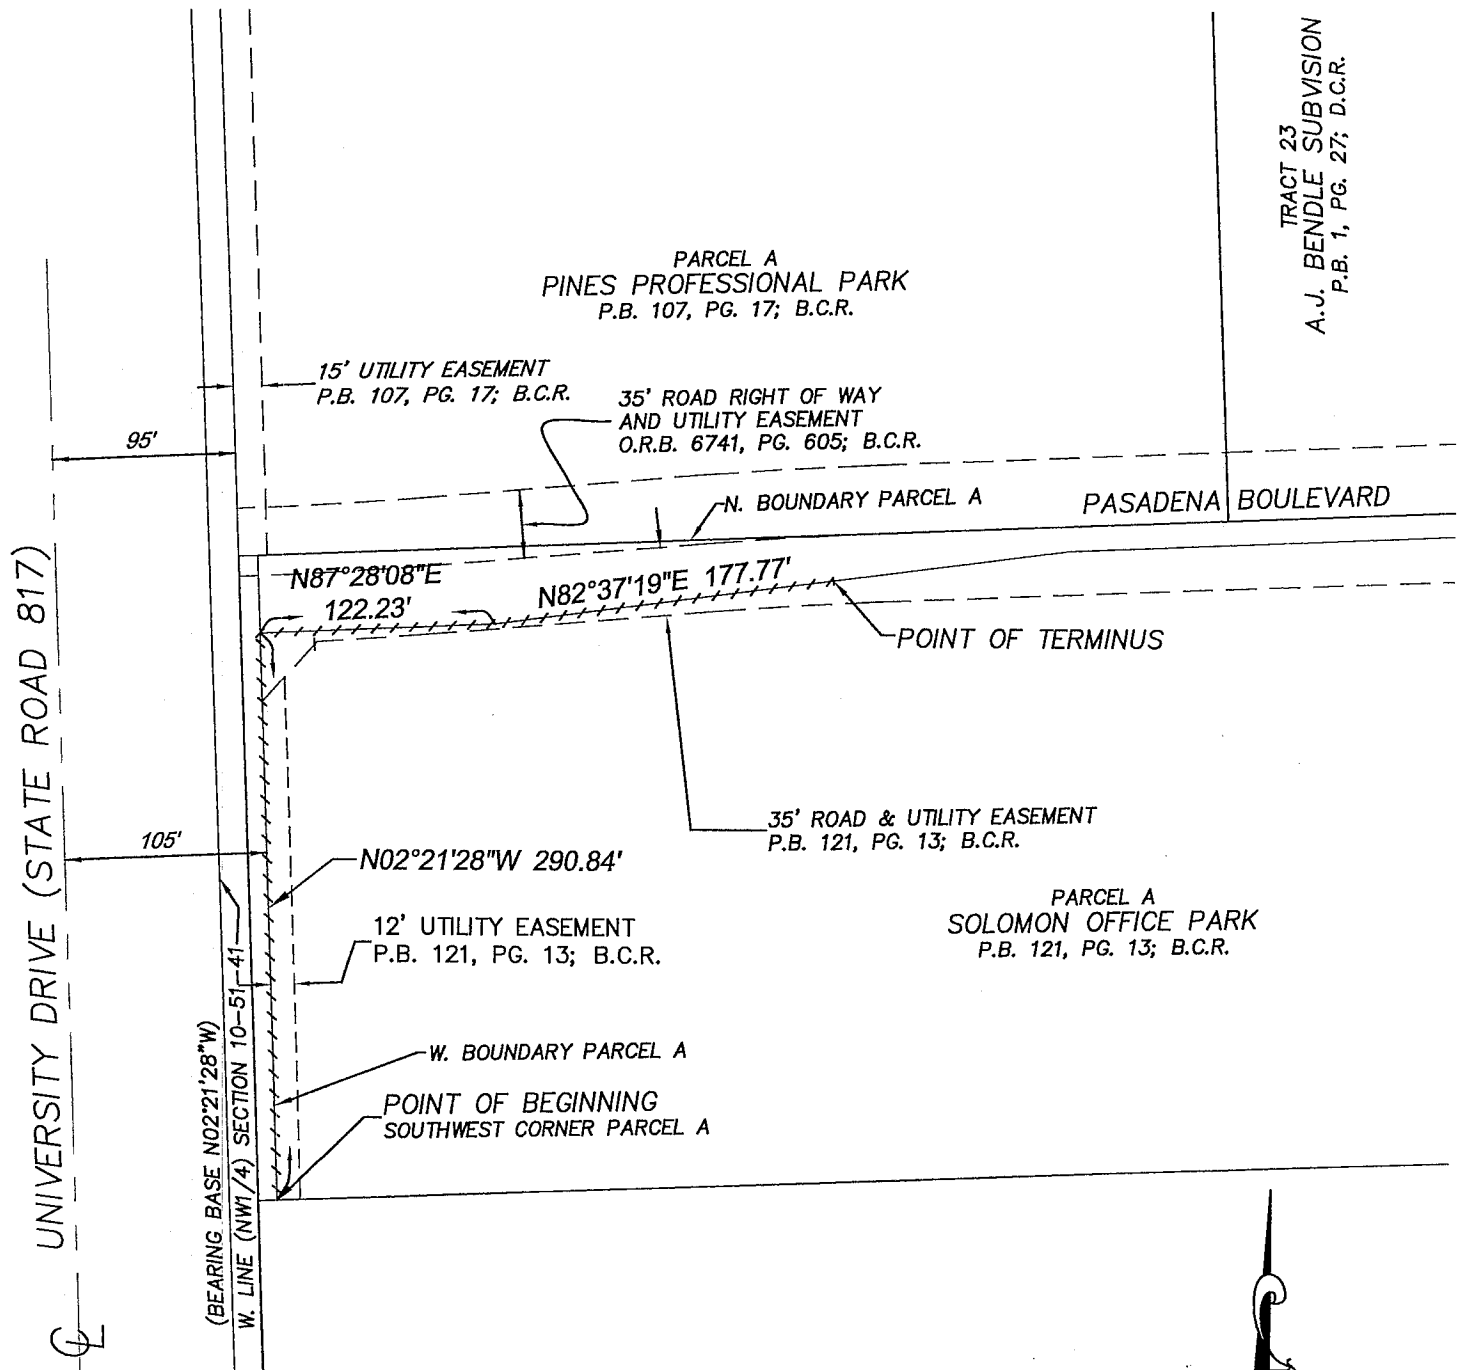 TRACT 23
A.J. BENDLE SUBVISION
P.B. 1, PG. 27; D.C.R.
PARCEL A
PINES PROFESSIONAL PARK
P.B. 107, PG. 17; B.C.R.
15' UTILITY EASEMENT
P.B. 107, PG. 17; B.C.R.
35' ROAD RIGHT OF WAY
AND UTILITY EASEMENT
O.R.B. 6741, PG. 605; B.C.R.
95'
N. BOUNDARY PARCEL A
PASADENA BOULEVARD
N87°28'08"E
122.23'
N82°37'19"E 177.77'
POINT OF TERMINUS
UNIVERSITY DRIVE (STATE ROAD 817)
105'
35' ROAD & UTILITY EASEMENT
P.B. 121, PG. 13; B.C.R.
N02°21'28"W 290.84'
PARCEL A
SOLOMON OFFICE PARK
P.B. 121, PG. 13; B.C.R.
12' UTILITY EASEMENT
P.B. 121, PG. 13; B.C.R.
(BEARING BASE N02°21'28"W)
W. LINE (NW1/4) SECTION 10-51-41
W. BOUNDARY PARCEL A
POINT OF BEGINNING
SOUTHWEST CORNER PARCEL A
CL